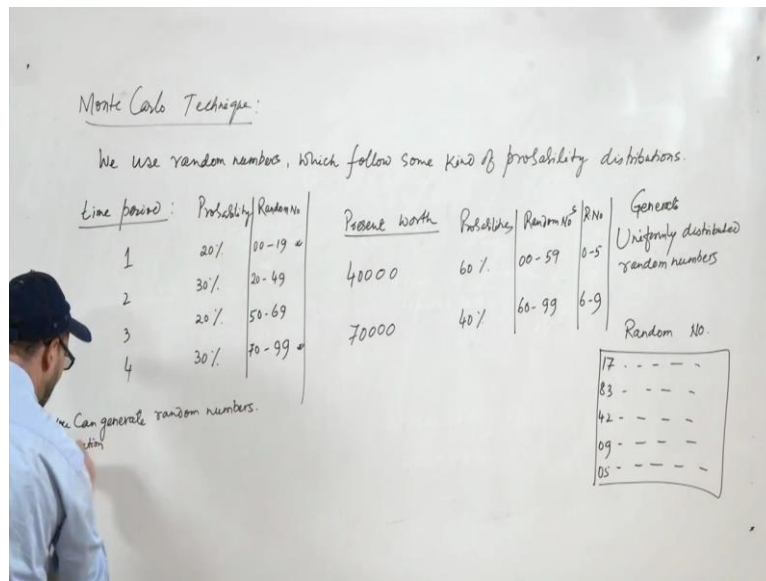 Monte Carlo Technique:
We use random numbers, which follow some kind of probability distributions.
time period: Probability Random No
1 20% 00-19
2 30% 20-49
3 20% 50-69
4 30% 70-99
Present Worth Probabilities Random No^s R.No
40000 60% 00-59 0-5
70000 40% 60-99 6-9
Generate
Uniformly distributed
random numbers
Random No.
17 - - - - -
83 - - - -
42 - - - - -
09 - - - - -
05 - - - - -
Can generate random numbers.